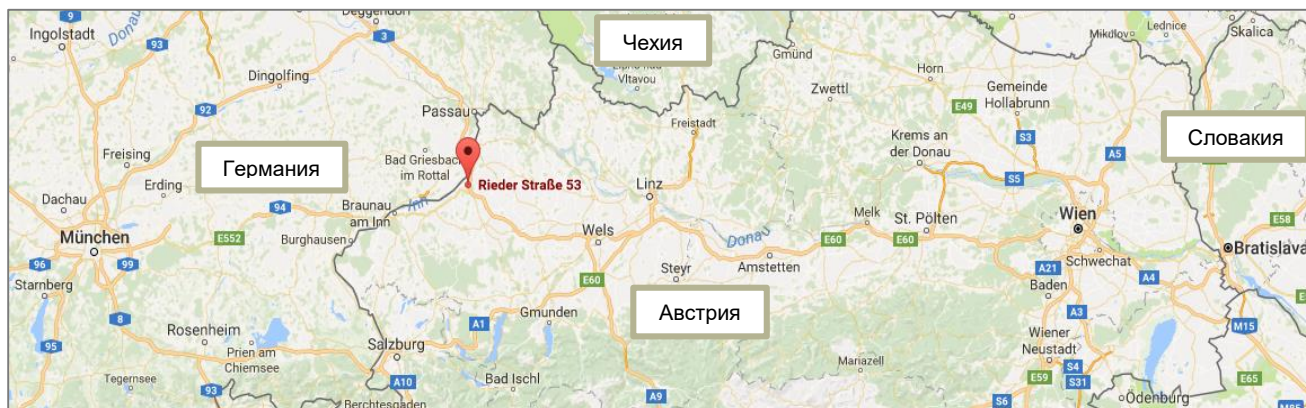 9
Deggendorf
Ingolstadt
Donau
93
3
Чехия
Gmünd
Mikulov
Lednice
Skalica
Vltavou
Dingolfing
Zwettl
Horn
Gemeinde
Hollabrunn
E49
92
Passau
Freistadt
S3
Krems an
der Donau
A5
Словакия
Freising
Германия
Bad Griesbach
im Rottal
Rieder Straße 53
Linz
S5
Erding
Dachau
94
Braunau
am Inn
Inn
Melk
St. Pölten
Wien
E58
München
E552
Burghausen
Wels
Donau
E60
E60
Bratislava
96
99
Steyr
Amstetten
Schwechat
A21
A4
Starnberg
E60
Baden
8
Gmunden
Австрия
A3
A1
M15
Rosenheim
Wiener
Neustadt
95
Prien am
Chiemsee
Salzburg
Mariazell
S4
Tegernsee
93
A10
Bad Ischl
E59
S31
E65
Berchtesgaden
A9
S6
Ödenburg
M85